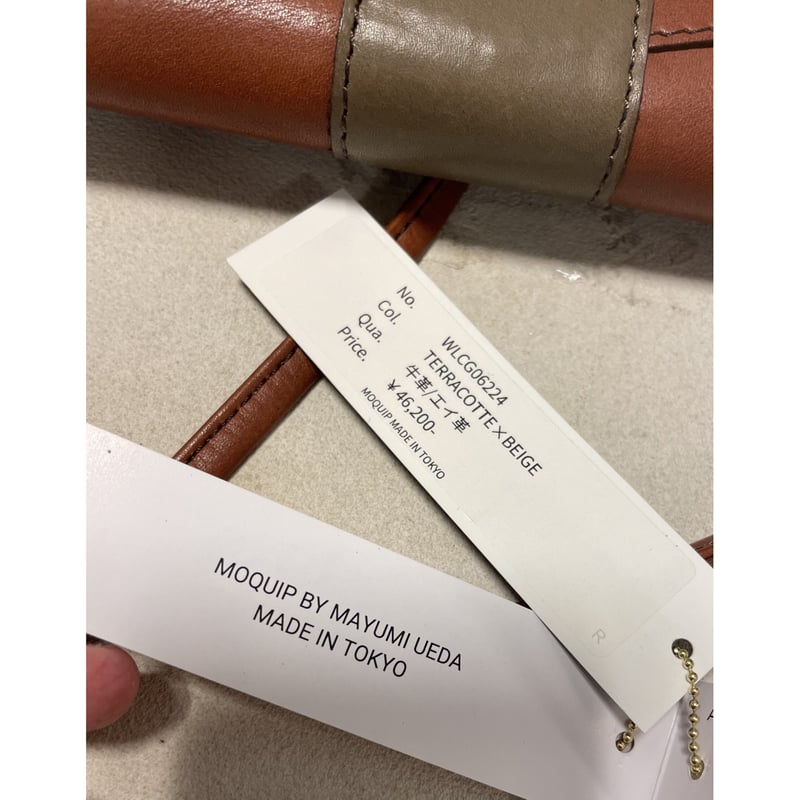 No. WLCG06224
Col. TERRACOTTE×BEIGE
Qua. 牛革/エイ革
Price. ￥46,200-
MOQUIP MADE IN TOKYO
R
MOQUIP BY MAYUMI UEDA
MADE IN TOKYO
A